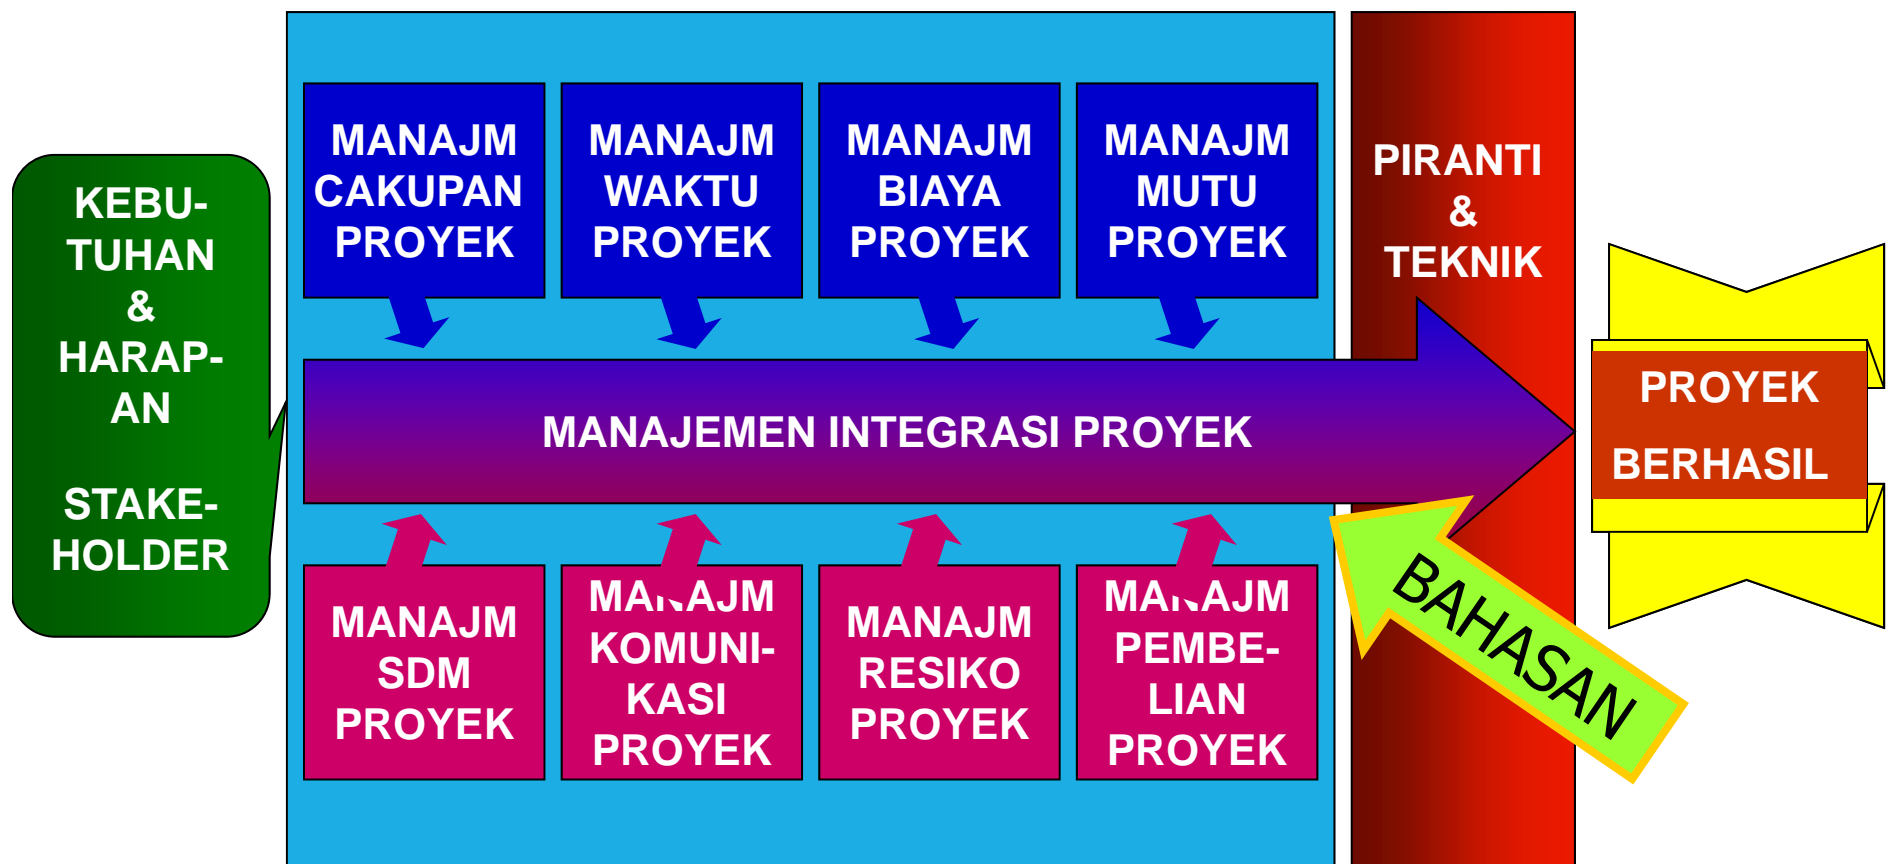 KEBU-
TUHAN
&
HARAP-
AN
STAKE-
HOLDER
MANAJM
CAKUPAN
PROYEK
MANAJM
WAKTU
PROYEK
MANAJM
BIAYA
PROYEK
MANAJM
MUTU
PROYEK
PIRANTI
&
TEKNIK
MANAJEMEN INTEGRASI PROYEK
PROYEK
BERHASIL
MANAJM
SDM
PROYEK
MANAJM
KOMUNI-
KASI
PROYEK
MANAJM
RESIKO
PROYEK
MANAJM
PEMBE-
LIAN
PROYEK
BAHASAN